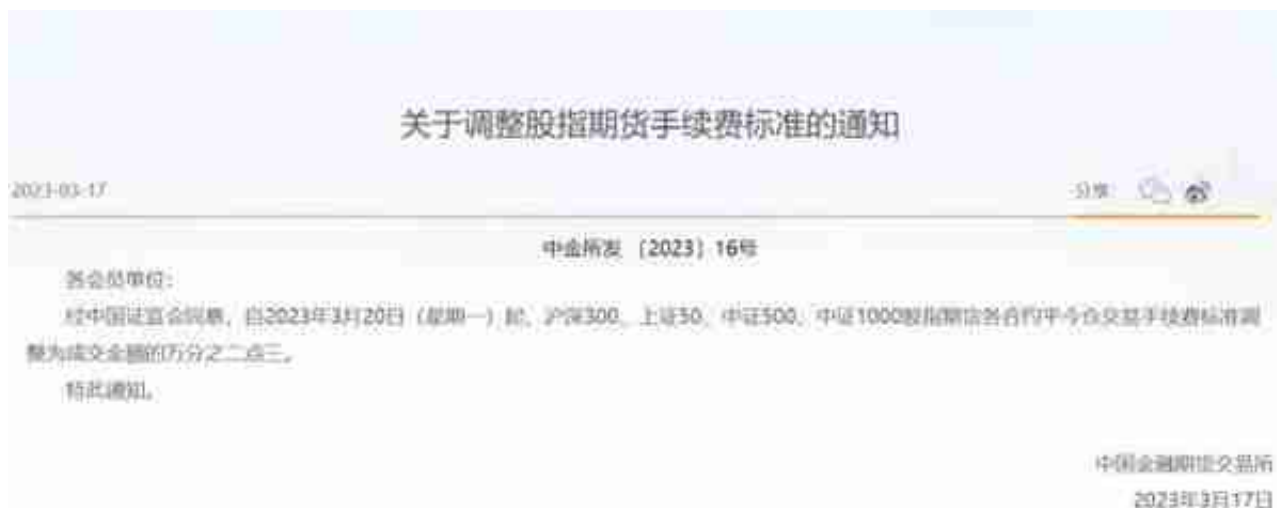 关于调整股指期货手续费标准的通知
2023-03-17
分享
中金所发〔2023〕16号
各会员单位：
经中国证监会同意，自2023年3月20日（星期一）起，沪深300、上证50、中证500、中证1000股指期货各合约平今仓交易手续费标准调
整为成交金额的万分之二点三。
特此通知。
中国金融期货交易所
2023年3月17日